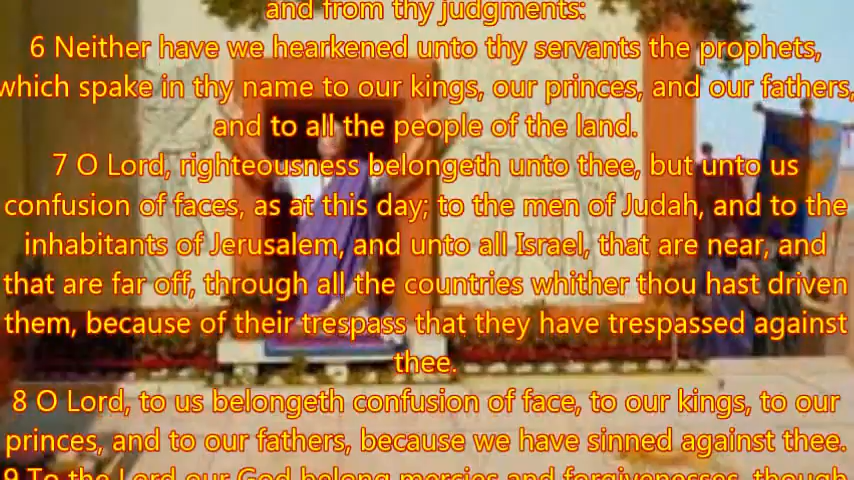 and from thy judgments:
6 Neither have we hearkened unto thy servants the prophets,
which spake in thy name to our kings, our princes, and our fathers,
and to all the people of the land.
7 O Lord, righteousness belongeth unto thee, but unto us
confusion of faces, as at this day; to the men of Judah, and to the
inhabitants of Jerusalem, and unto all Israel, that are near, and
that are far off, through all the countries whither thou hast driven
them, because of their trespass that they have trespassed against
thee.
8 O Lord, to us belongeth confusion of face, to our kings, to our
princes, and to our fathers, because we have sinned against thee.
9 To the Lord our God belong mercies and forgivenesses, though